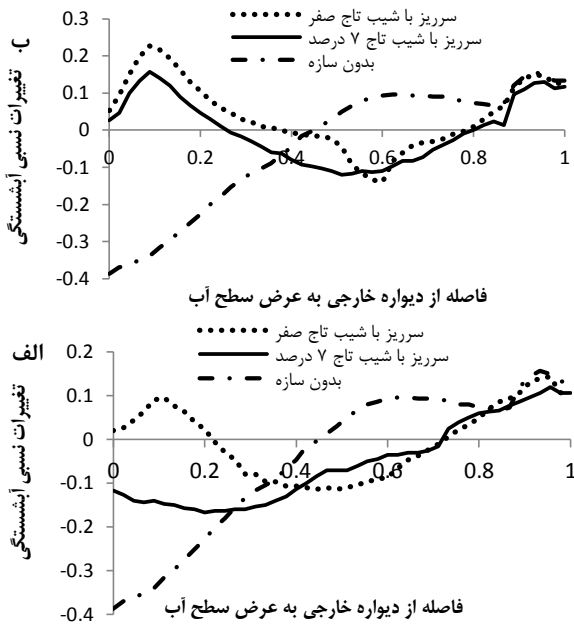 0.3
0.2
0.1
0
-0.1
-0.2
-0.3
-0.4
0
0.2
0.4
0.6
0.8
1
سرریز با شیب تاج صفر
سرریز با شیب تاج ۷ درصد
بدون سازه
تغییرات نسبی آبشستگی
فاصله از دیواره خارجی به عرض سطح آب
الف
0.2
0.1
0
-0.1
-0.2
-0.3
-0.4
0
0.2
0.4
0.6
0.8
1
سرریز با شیب تاج صفر
سرریز با شیب تاج ۷ درصد
بدون سازه
تغییرات نسبی آبشستگی
فاصله از دیواره خارجی به عرض سطح آب